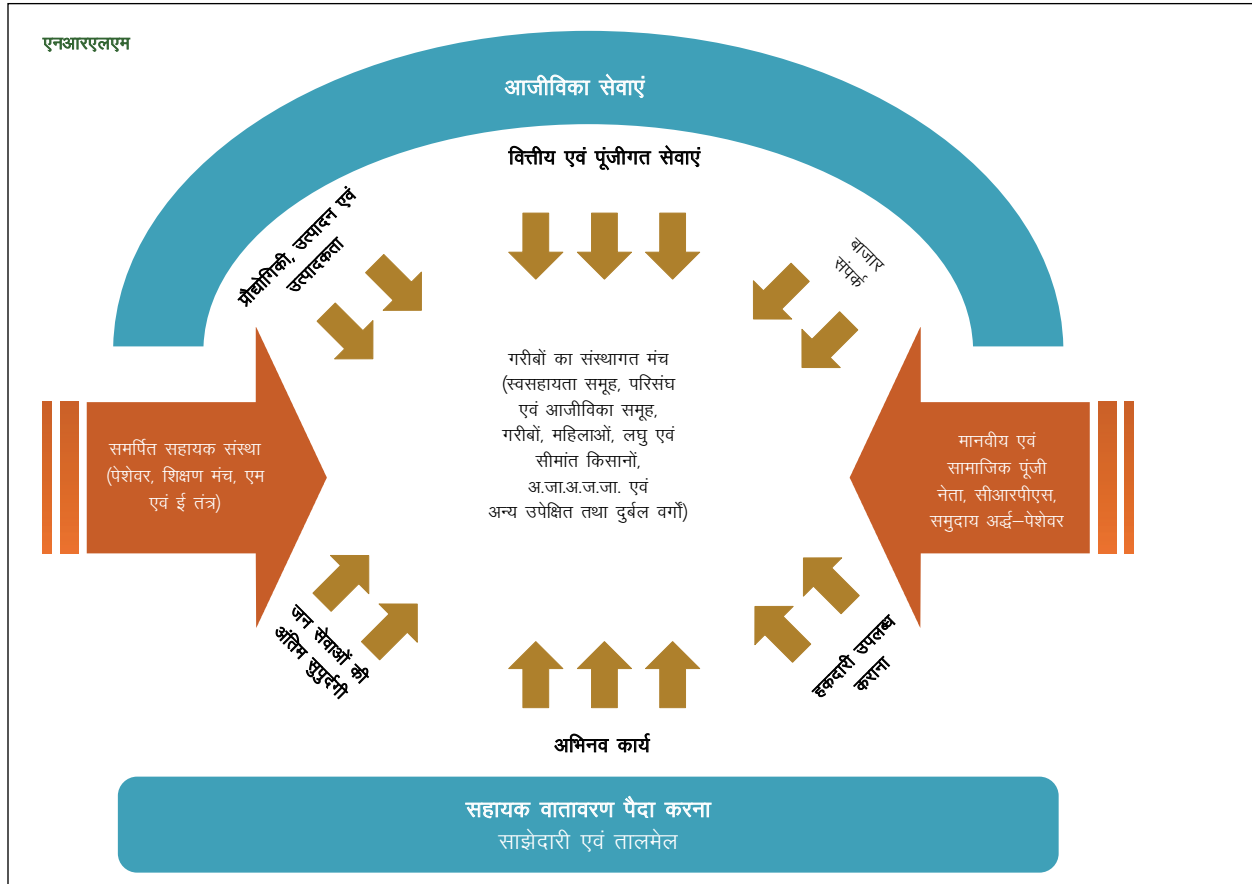 एनआरएलएम
आजीविका सेवाएं
वित्तीय एवं पूंजीगत सेवाएं
प्रौद्योगिकी, उत्पादन एवं
उत्पादकता
बाजार
संपर्क
गरीबों का संस्थागत मंच
(स्वसहायता समूह, परिसंघ
एवं आजीविका समूह,
गरीबों, महिलाओं, लघु एवं
सीमांत किसानों,
अ.जा.अ.ज.जा. एवं
अन्य उपेक्षित तथा दुर्बल वर्गों)
समर्पित सहायक संस्था
(पेशेवर, शिक्षण मंच, एम
एवं ई तंत्र)
मानवीय एवं
सामाजिक पूंजी
नेता, सीआरपीएस,
समुदाय अर्द्ध–पेशेवर
जन सेवाओं की
अंतिम सुपुर्दगी
हकदारी उपलब्ध
कराना
अभिनव कार्य
सहायक वातावरण पैदा करना
साझेदारी एवं तालमेल